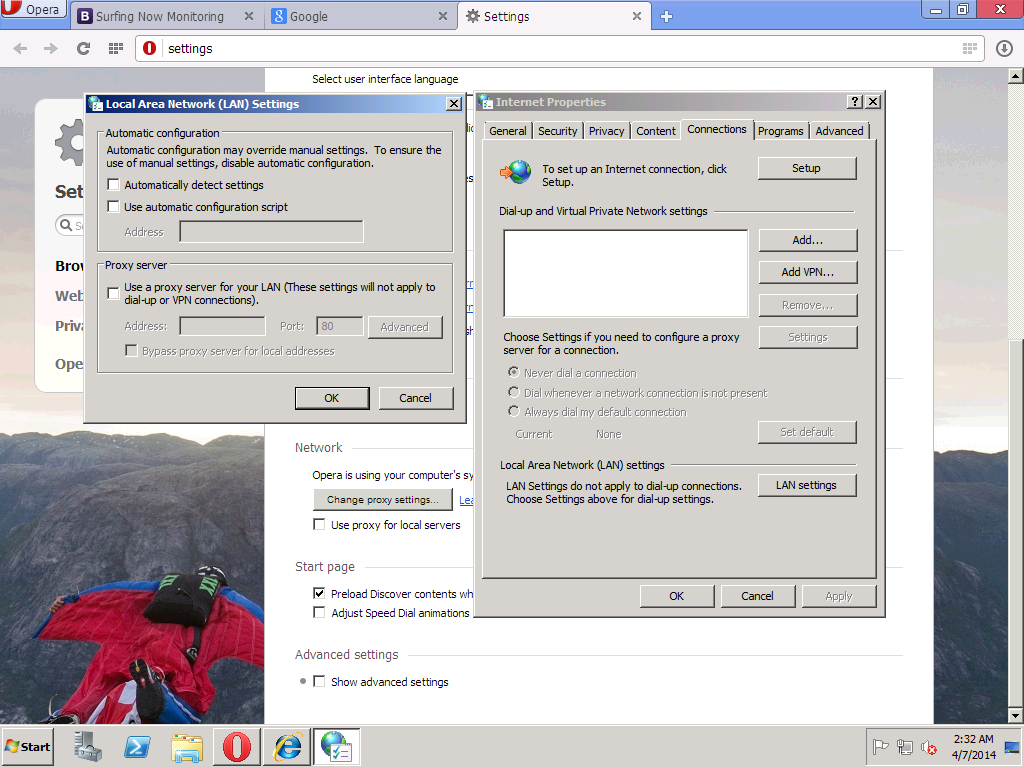 Opera
Surfing Now Monitoring
Google
Settings
settings
Select user interface language
Set
Brow
Web
Priva
Ope
Local Area Network (LAN) Settings
Automatic configuration
Automatic configuration may override manual settings. To ensure the
use of manual settings, disable automatic configuration.
Automatically detect settings
Use automatic configuration script
Address
Proxy server
Use a proxy server for your LAN (These settings will not apply to
dial-up or VPN connections).
Address:
Port:
80
Advanced
Bypass proxy server for local addresses
OK
Cancel
Internet Properties
General
Security
Privacy
Content
Connections
Programs
Advanced
To set up an Internet connection, click
Setup.
Setup
Dial-up and Virtual Private Network settings
Add...
Add VPN...
Remove...
Choose Settings if you need to configure a proxy
server for a connection.
Settings
Never dial a connection
Dial whenever a network connection is not present
Always dial my default connection
Current
None
Set default
Local Area Network (LAN) settings
LAN Settings do not apply to dial-up connections.
Choose Settings above for dial-up settings.
LAN settings
OK
Cancel
Apply
Network
Opera is using your computer's sy
Change proxy settings...
Lea
Use proxy for local servers
Start page
Preload Discover contents wh
Adjust Speed Dial animations
Advanced settings
Show advanced settings
Start
2:32 AM
4/7/2014